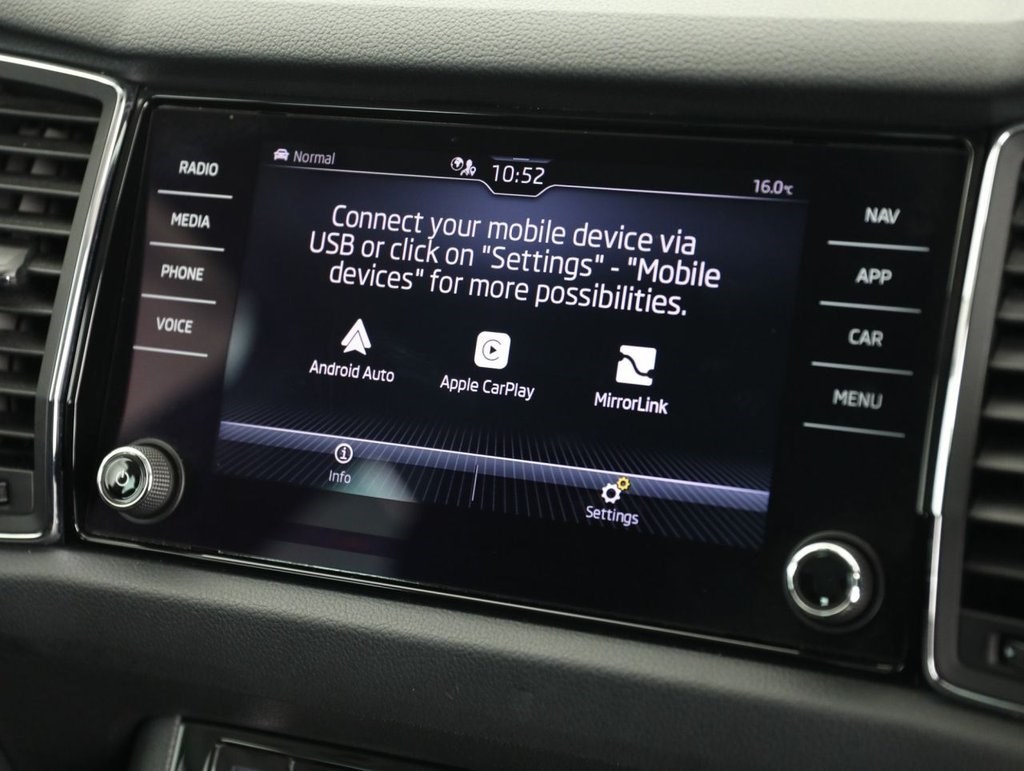 RADIO
MEDIA
PHONE
VOICE
Normal
10:52
16.0°c
Connect your mobile device via
USB or click on "Settings" - "Mobile
devices" for more possibilities.
Android Auto
Apple CarPlay
MirrorLink
Info
Settings
NAV
APP
CAR
MENU